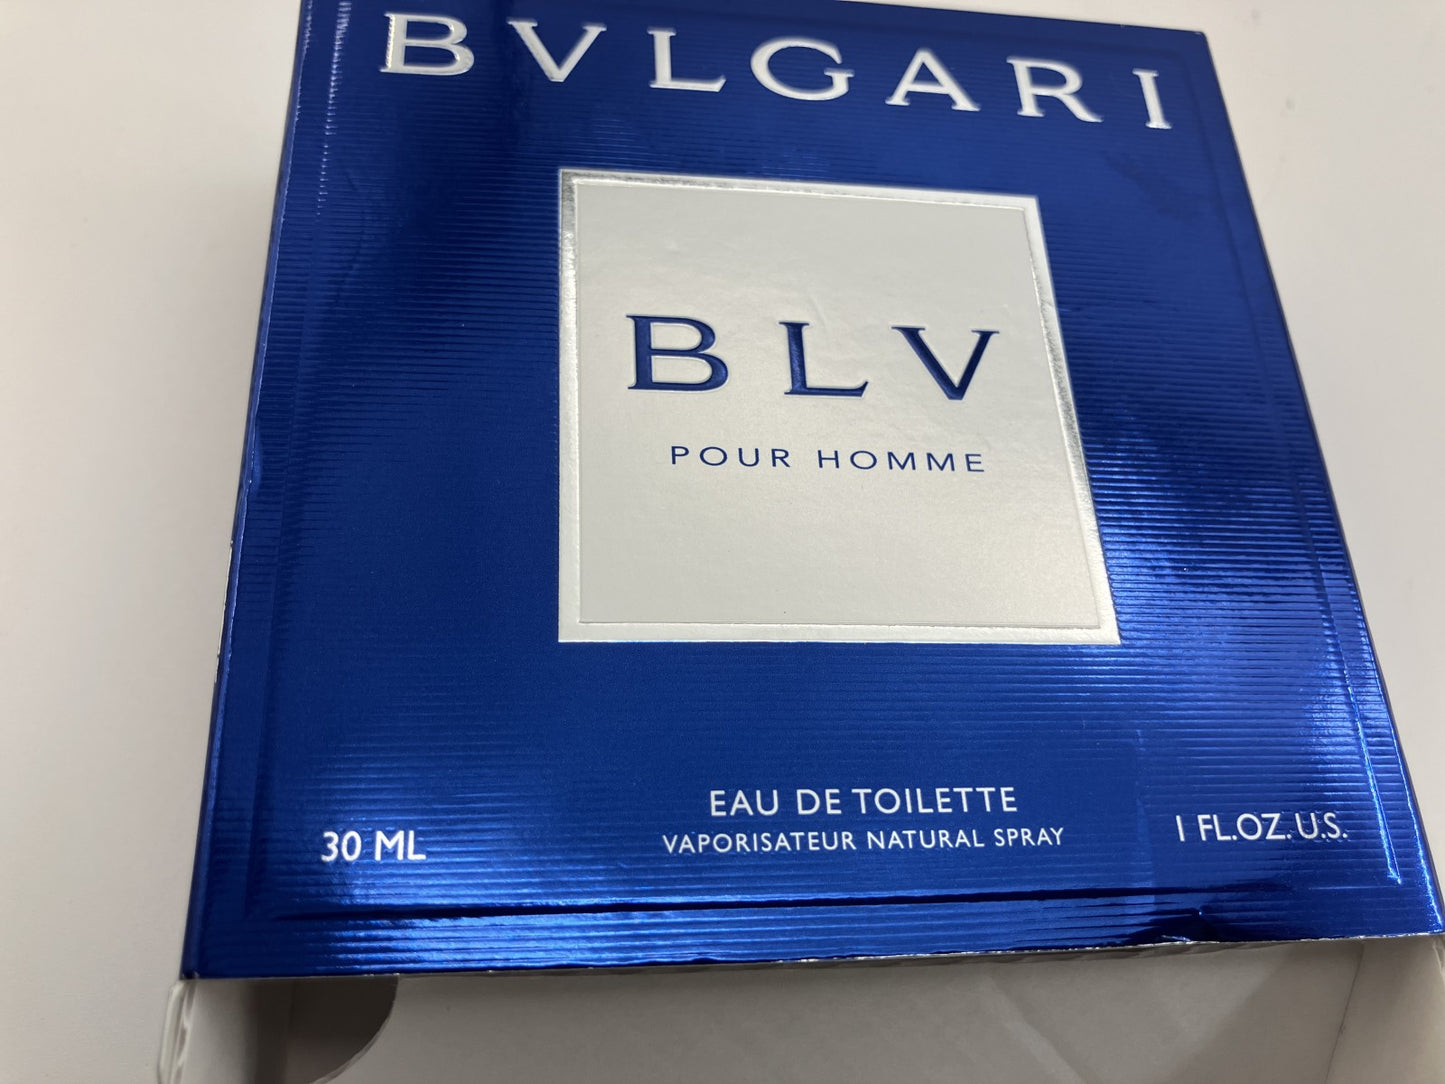 BVLGARI
BLV
POUR HOMME
EAU DE TOILETTE
VAPORISATEUR NATURAL SPRAY
30 ML
1 FL.OZ. U.S.